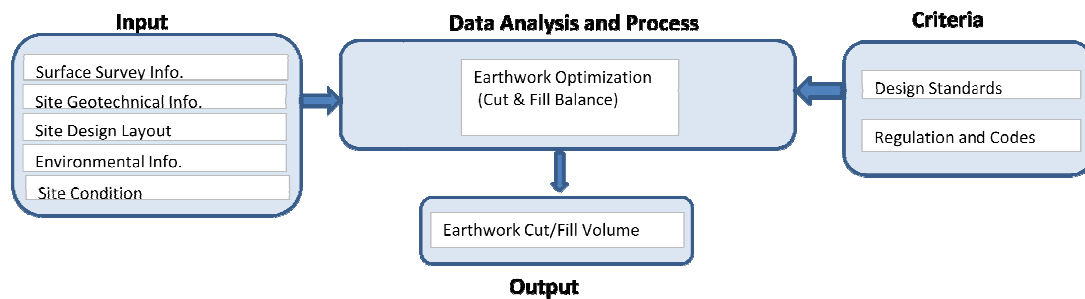 Input
Surface Survey Info.
Site Geotechnical Info.
Site Design Layout
Environmental Info.
Site Condition
Data Analysis and Process
Earthwork Optimization
(Cut & Fill Balance)
Criteria
Design Standards
Regulation and Codes
Earthwork Cut/Fill Volume
Output